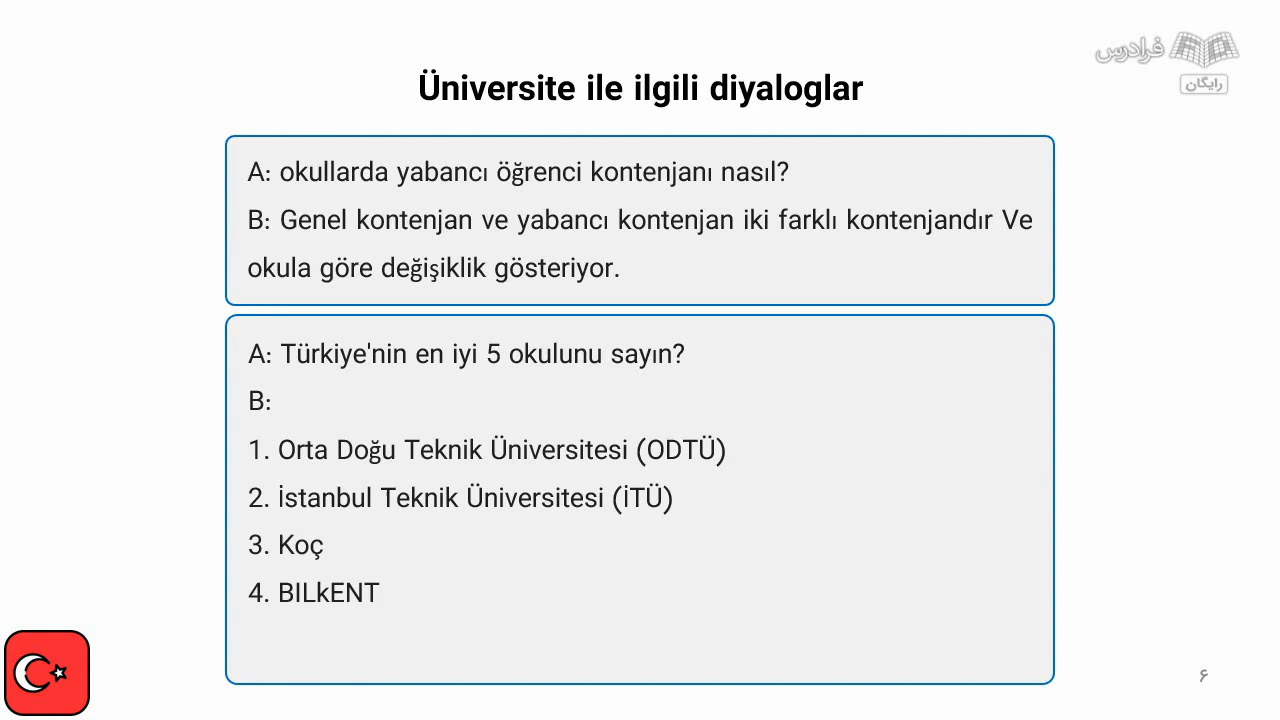 فرادرس
رایگان
Üniversite ile ilgili diyaloglar
A: okullarda yabancı öğrenci kontenjanı nasıl?
B: Genel kontenjan ve yabancı kontenjan iki farklı kontenjandır Ve
okula göre değişiklik gösteriyor.
A: Türkiye'nin en iyi 5 okulunu sayın?
B:
1. Orta Doğu Teknik Üniversitesi (ODTÜ)
2. İstanbul Teknik Üniversitesi (İTÜ)
3. Koç
4. BILkENT
۶